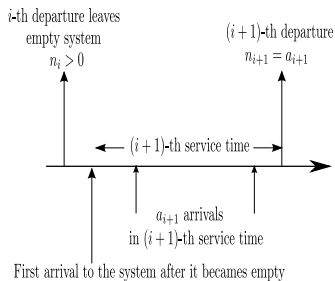 i-th departure leaves
empty system
n_i > 0
(i + 1)-th departure
n_{i+1} = a_{i+1}
(i + 1)-th service time
a_{i+1} arrivals
in (i + 1)-th service time
First arrival to the system after it becames empty